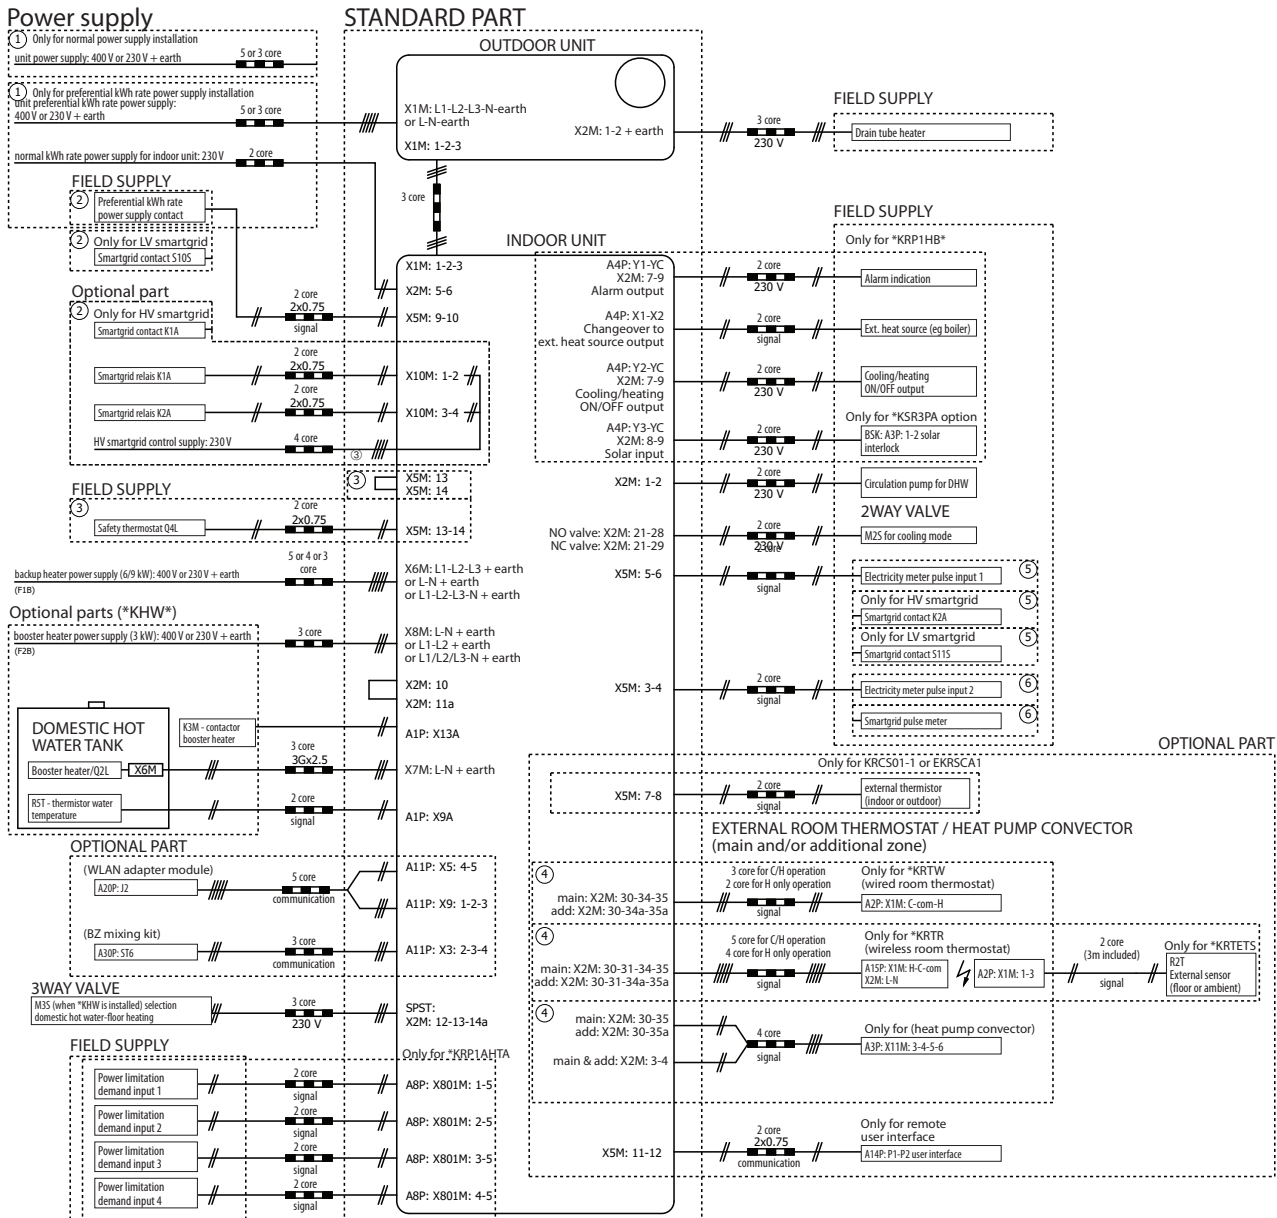 Power supply
STANDARD PART
1 Only for normal power supply installation
unit power supply: 400 V or 230 V + earth
5 or 3 core
1 Only for preferential kWh rate power supply installation
unit preferential kWh rate power supply:
400 V or 230 V + earth
5 or 3 core
normal kWh rate power supply for indoor unit: 230 V
2 core
FIELD SUPPLY
2 Preferential kWh rate
power supply contact
2 Only for LV smartgrid
Smartgrid contact S10S
Optional part
2 Only for HV smartgrid
Smartgrid contact K1A
2 core
2x0.75
signal
Smartgrid relais K1A
2 core
2x0.75
Smartgrid relais K2A
2 core
2x0.75
HV smartgrid control supply: 230 V
4 core
③
FIELD SUPPLY
3
Safety thermostat Q4L
2 core
2x0.75
backup heater power supply (6/9 kW): 400 V or 230 V + earth
(F1B)
5 or 4 or 3
core
Optional parts (*KHW*)
booster heater power supply (3 kW): 400 V or 230 V + earth
(F2B)
3 core
DOMESTIC HOT
WATER TANK
K3M - contactor
booster heater
Booster heater/Q2L
X6M
3 core
3Gx2.5
R5T - thermistor water
temperature
2 core
signal
OPTIONAL PART
(WLAN adapter module)
A20P: J2
5 core
communication
(BZ mixing kit)
A30P: ST6
3 core
communication
3WAY VALVE
M3S (when *KHW is installed) selection
domestic hot water-floor heating
3 core
230 V
FIELD SUPPLY
Only for *KRP1AHTA
Power limitation
demand input 1
2 core
signal
Power limitation
demand input 2
2 core
signal
Power limitation
demand input 3
2 core
signal
Power limitation
demand input 4
2 core
signal
OUTDOOR UNIT
X1M: L1-L2-L3-N-earth
or L-N-earth
X1M: 1-2-3
X2M: 1-2 + earth
3 core
INDOOR UNIT
X1M: 1-2-3
X2M: 5-6
X5M: 9-10
X10M: 1-2
X10M: 3-4
3
X5M: 13
X5M: 14
X5M: 13-14
X6M: L1-L2-L3 + earth
or L-N + earth
or L1-L2-L3-N + earth
X8M: L-N + earth
or L1-L2 + earth
or L1/L2/L3-N + earth
X2M: 10
X2M: 11a
A1P: X13A
X7M: L-N + earth
A1P: X9A
A11P: X5: 4-5
A11P: X9: 1-2-3
A11P: X3: 2-3-4
SPST:
X2M: 12-13-14a
A8P: X801M: 1-5
A8P: X801M: 2-5
A8P: X801M: 3-5
A8P: X801M: 4-5
FIELD SUPPLY
3 core
230 V
Drain tube heater
FIELD SUPPLY
Only for *KRP1HB*
A4P: Y1-YC
X2M: 7-9
Alarm output
2 core
230 V
Alarm indication
A4P: X1-X2
Changeover to
ext. heat source output
2 core
signal
Ext. heat source (eg boiler)
A4P: Y2-YC
X2M: 7-9
Cooling/heating
ON/OFF output
2 core
230 V
Cooling/heating
ON/OFF output
Only for *KSR3PA option
A4P: Y3-YC
X2M: 8-9
Solar input
2 core
230 V
BSK: A3P: 1-2 solar
interlock
X2M: 1-2
2 core
230 V
Circulation pump for DHW
2WAY VALVE
NO valve: X2M: 21-28
NC valve: X2M: 21-29
2 core
230 V
M2S for cooling mode
X5M: 5-6
2 core
signal
Electricity meter pulse input 1
5
Only for HV smartgrid
5
Smartgrid contact K2A
Only for LV smartgrid
5
Smartgrid contact S11S
X5M: 3-4
2 core
signal
Electricity meter pulse input 2
6
Smartgrid pulse meter
6
OPTIONAL PART
Only for KRCS01-1 or EKRSCA1
X5M: 7-8
2 core
signal
external thermistor
(indoor or outdoor)
EXTERNAL ROOM THERMOSTAT / HEAT PUMP CONVECTOR
(main and/or additional zone)
4
main: X2M: 30-34-35
add: X2M: 30-34a-35a
3 core for C/H operation
2 core for H only operation
signal
Only for *KRTW
(wired room thermostat)
A2P: X1M: C-com-H
4
main: X2M: 30-31-34-35
add: X2M: 30-31-34a-35a
5 core for C/H operation
4 core for H only operation
signal
Only for *KRTR
(wireless room thermostat)
A15P: X1M: H-C-com
X2M: L-N
A2P: X1M: 1-3
2 core
(3m included)
signal
Only for *KRTETS
R2T
External sensor
(floor or ambient)
4
main: X2M: 30-35
add: X2M: 30-35a
main & add: X2M: 3-4
4 core
signal
Only for (heat pump convector)
A3P: X11M: 3-4-5-6
X5M: 11-12
2 core
2x0.75
communication
Only for remote
user interface
A14P: P1-P2 user interface